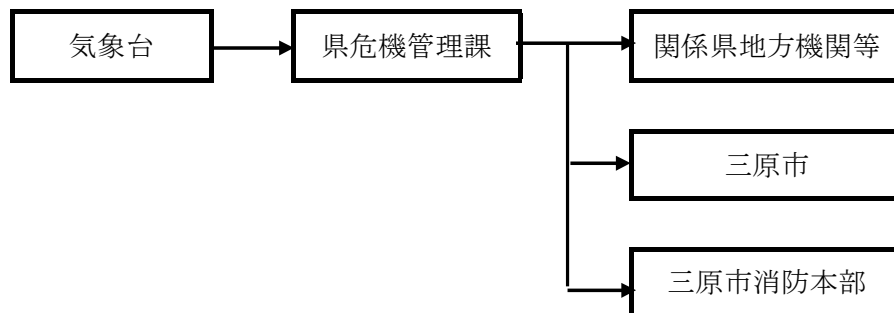 気象台
県危機管理課
関係県地方機関等
三原市
三原市消防本部